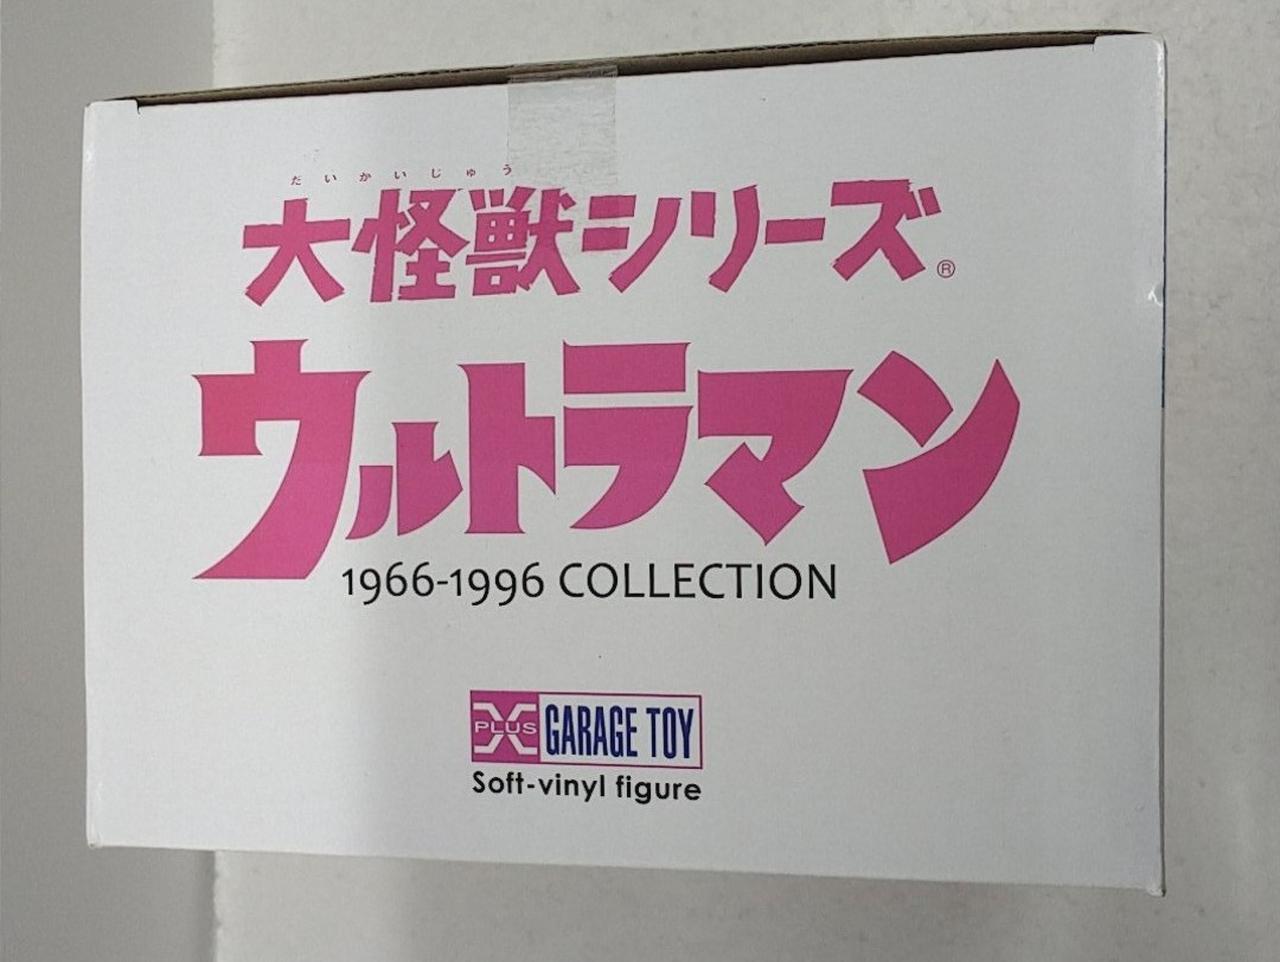 だいかいじゅう
大怪獣シリーズ®
ウルトラマン
1966-1996 COLLECTION
X PLUS GARAGE TOY
Soft-vinyl figure